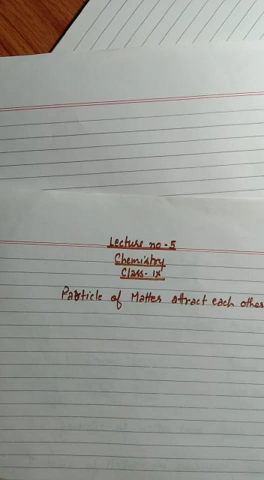 Lecture no - 5
Chemistry
Class - IX
Particle of Matter attract each other